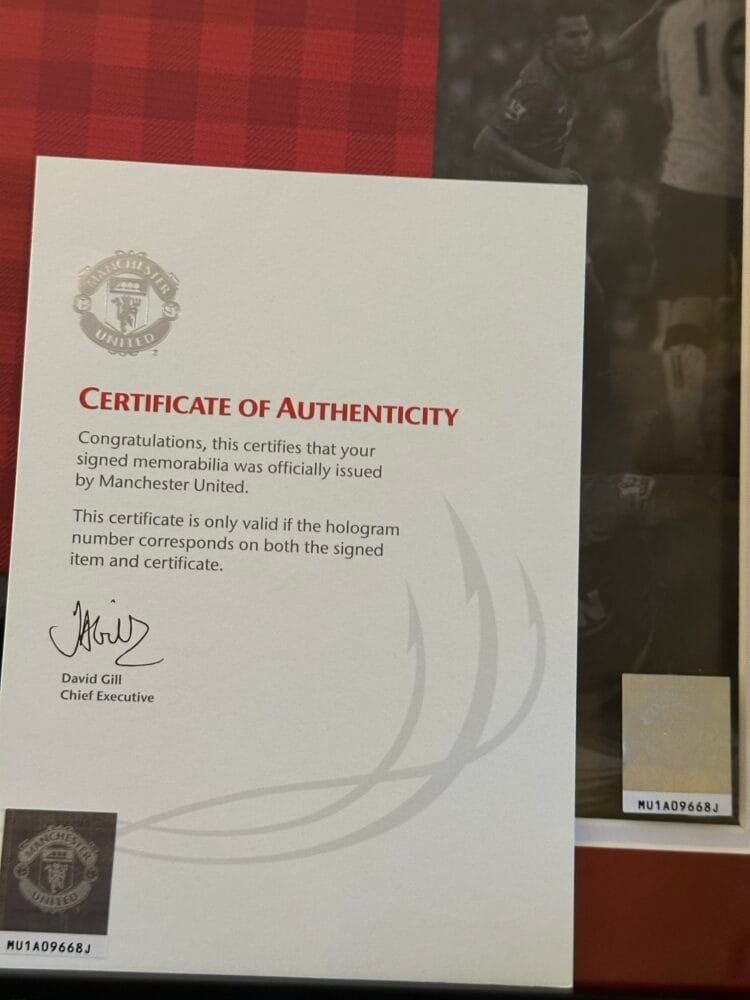 16
MANCHESTER
UNITED
CERTIFICATE OF AUTHENTICITY
Congratulations, this certifies that your
signed memorabilia was officially issued
by Manchester United.
This certificate is only valid if the hologram
number corresponds on both the signed
item and certificate.
David Gill
Chief Executive
MANCHESTER
UNITED
MU1A09668J
MU1A09668J